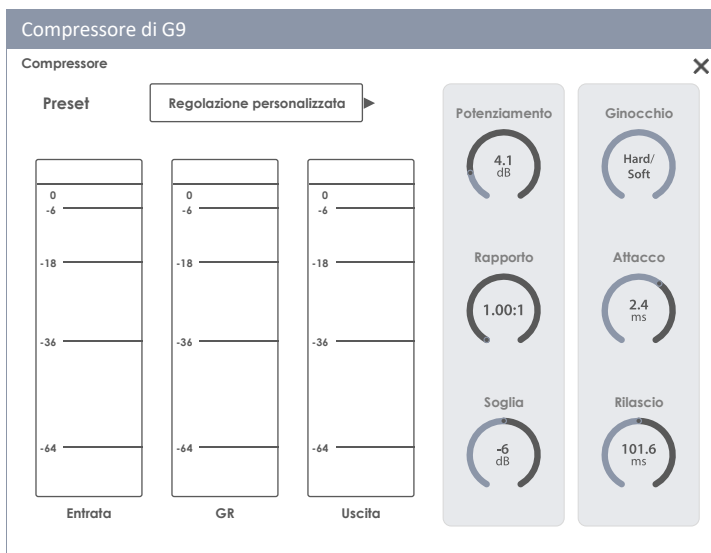 Compressore di G9
Compressore
Preset
Regolazione personalizzata
0
-6
-18
-36
-64
Entrata
0
-6
-18
-36
-64
GR
0
-6
-18
-36
-64
Uscita
Potenziamento
4.1
dB
Rapporto
1.00:1
Soglia
-6
dB
Ginocchio
Hard/
Soft
Attacco
2.4
ms
Rilascio
101.6
ms